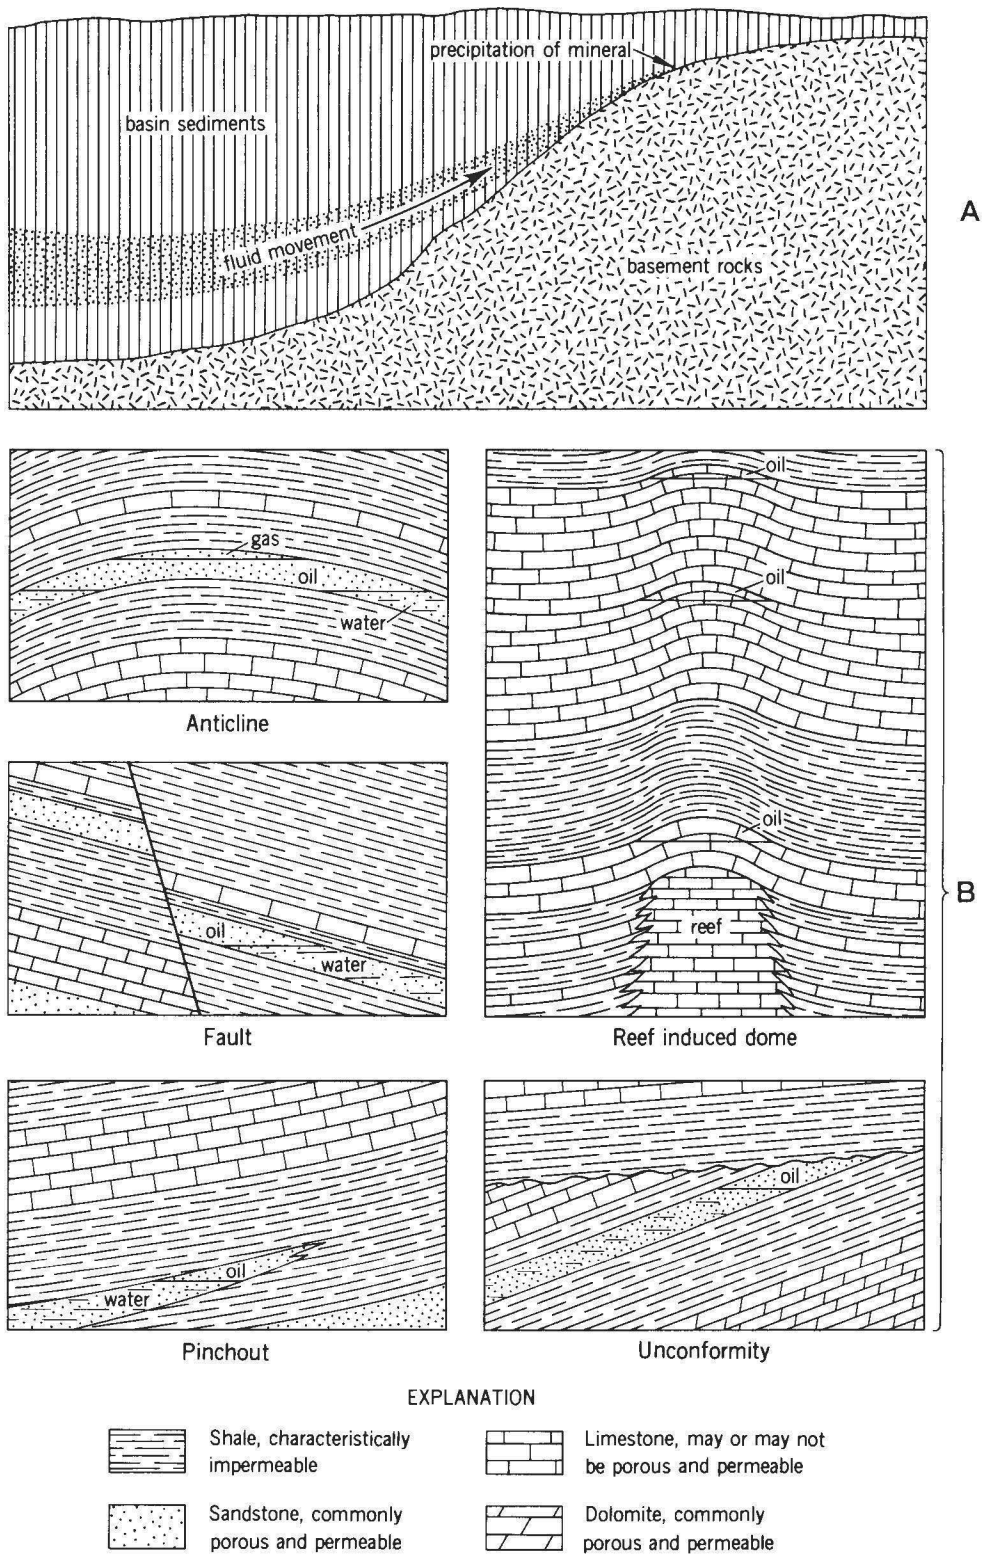 precipitation of mineral
basin sediments
fluid movement
basement rocks
A
gas
oil
water
Anticline
oil
oil
oil
reef
Reef induced dome
B
oil
water
Fault
oil
water
Pinchout
oil
Unconformity
EXPLANATION
Shale, characteristically
impermeable
Limestone, may or may not
be porous and permeable
Sandstone, commonly
porous and permeable
Dolomite, commonly
porous and permeable